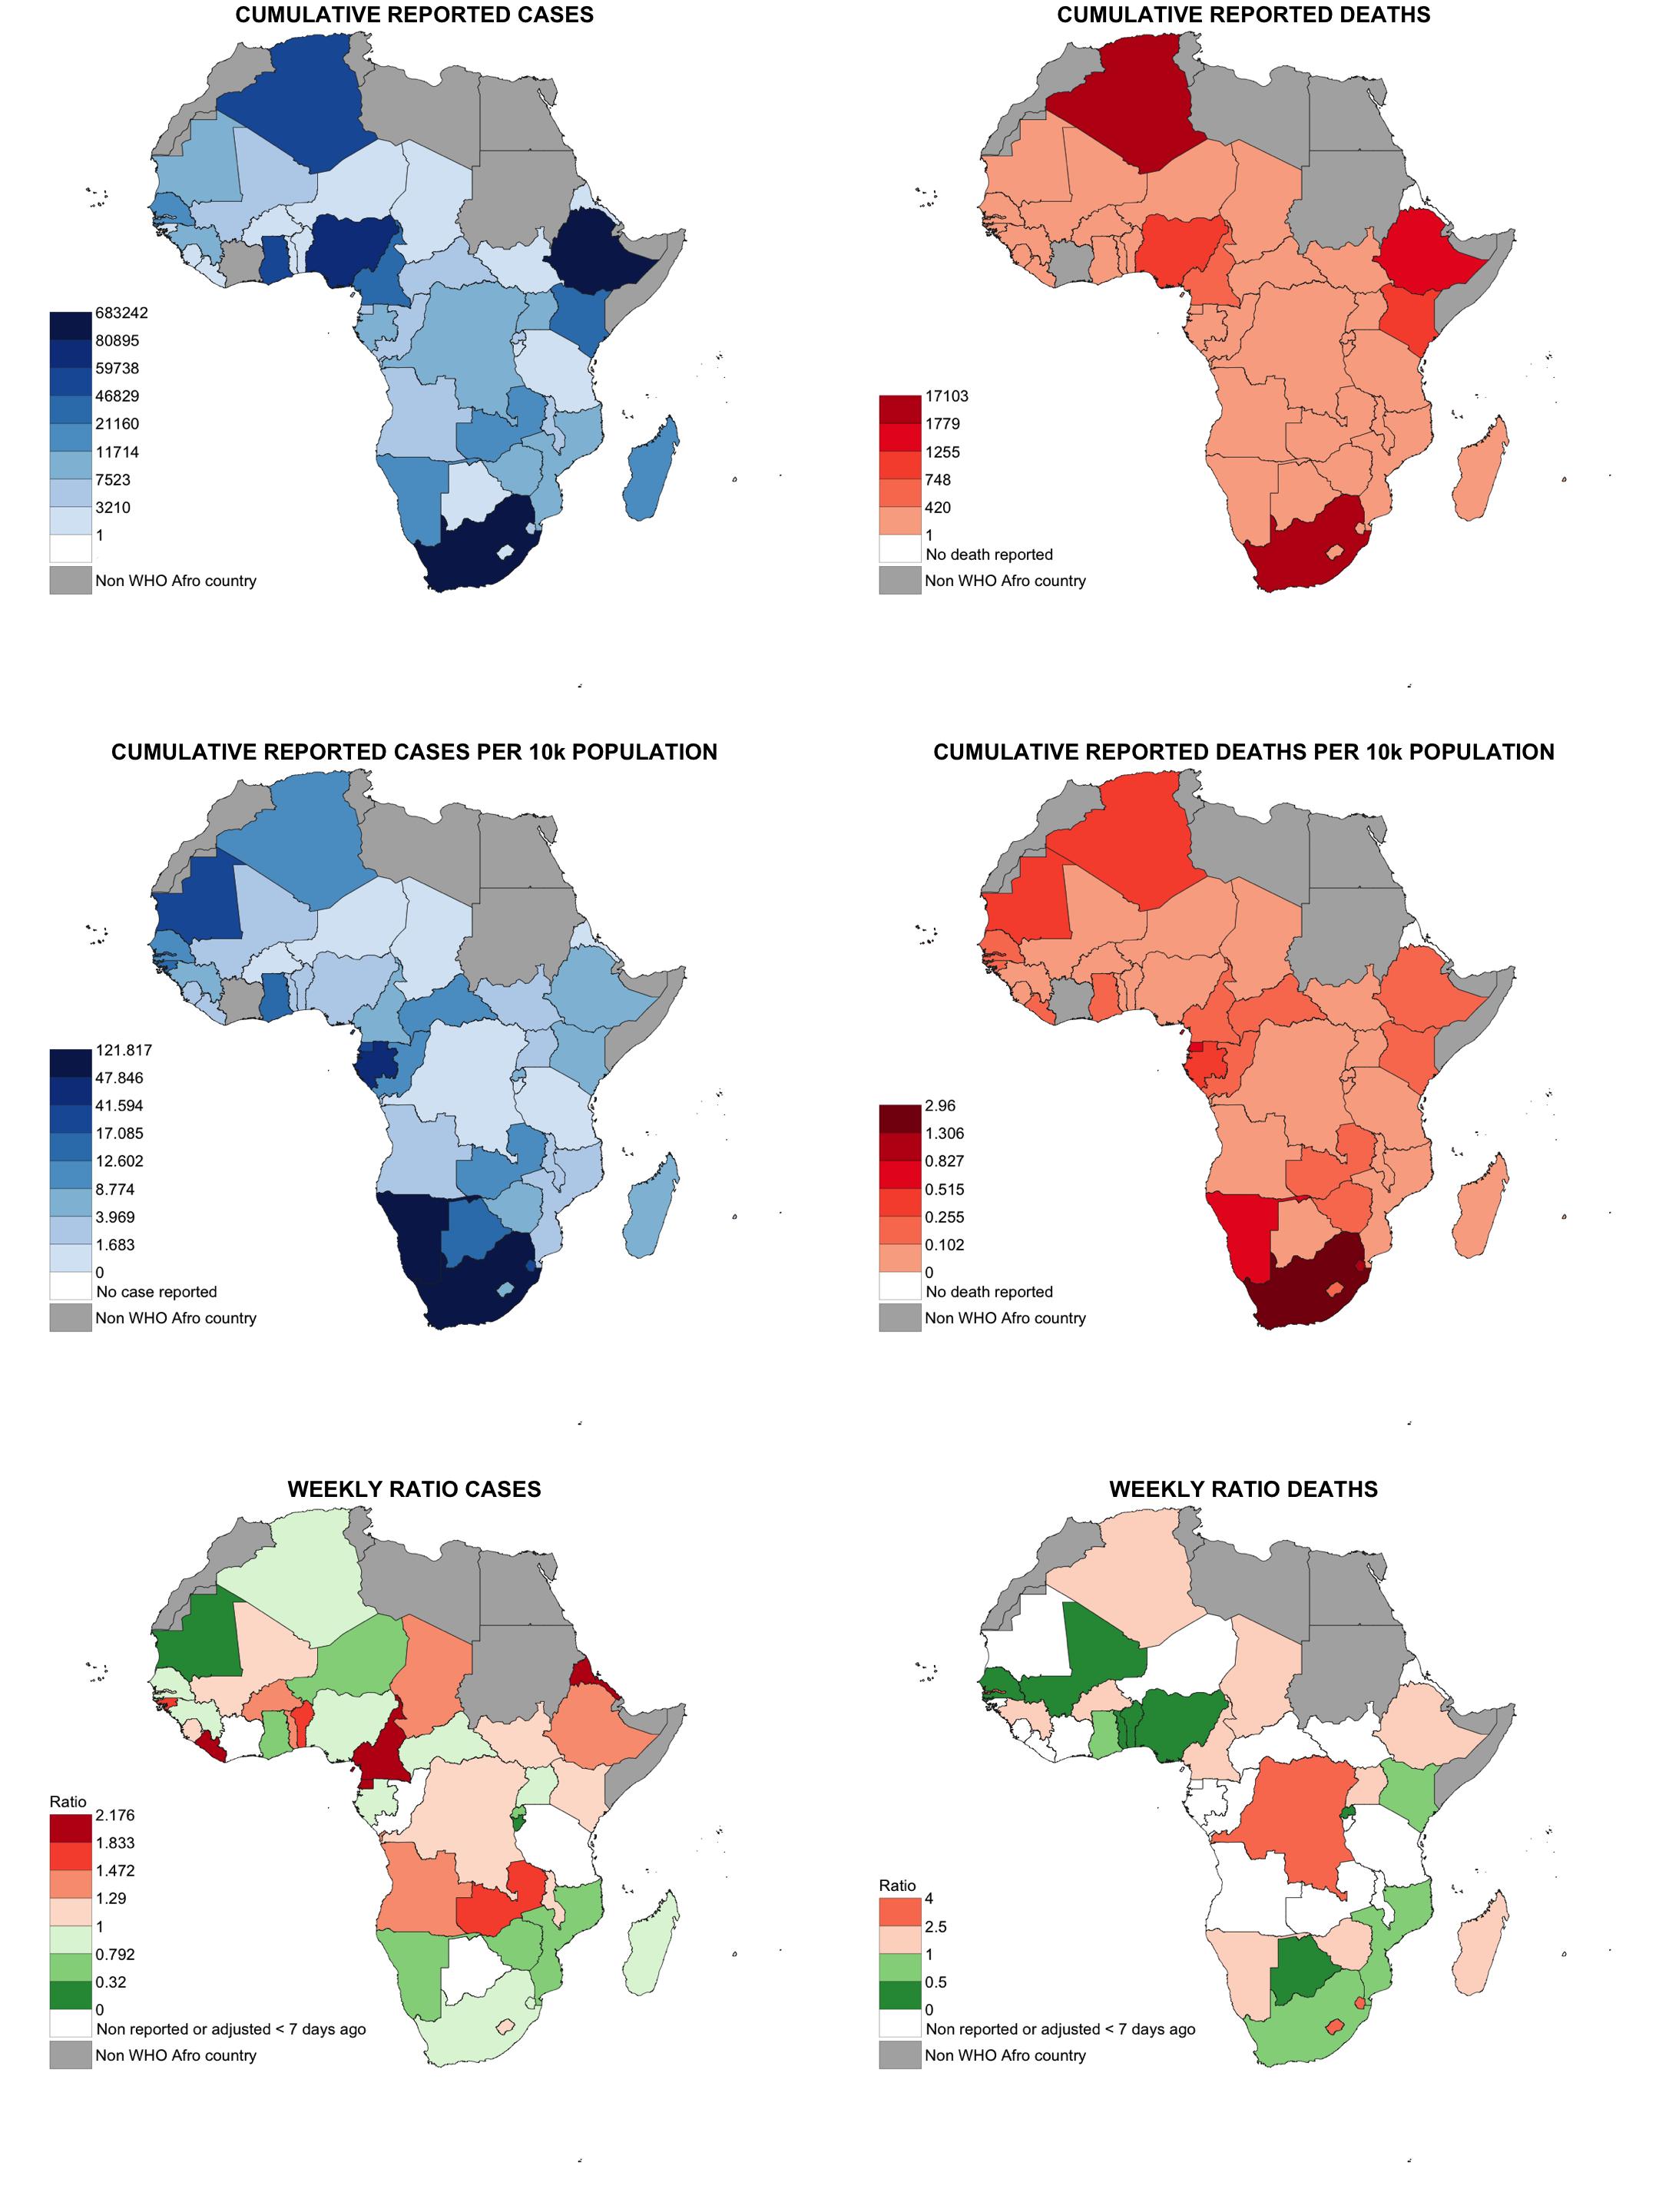 CUMULATIVE REPORTED CASES
683242
80895
59738
46829
21160
11714
7523
3210
1
Non WHO Afro country
CUMULATIVE REPORTED DEATHS
17103
1779
1255
748
420
1
No death reported
Non WHO Afro country
CUMULATIVE REPORTED CASES PER 10k POPULATION
121.817
47.846
41.594
17.085
12.602
8.774
3.969
1.683
0
No case reported
Non WHO Afro country
CUMULATIVE REPORTED DEATHS PER 10k POPULATION
2.96
1.306
0.827
0.515
0.255
0.102
0
No death reported
Non WHO Afro country
WEEKLY RATIO CASES
Ratio
2.176
1.833
1.472
1.29
1
0.792
0.32
0
Non reported or adjusted < 7 days ago
Non WHO Afro country
WEEKLY RATIO DEATHS
Ratio
4
2.5
1
0.5
0
Non reported or adjusted < 7 days ago
Non WHO Afro country